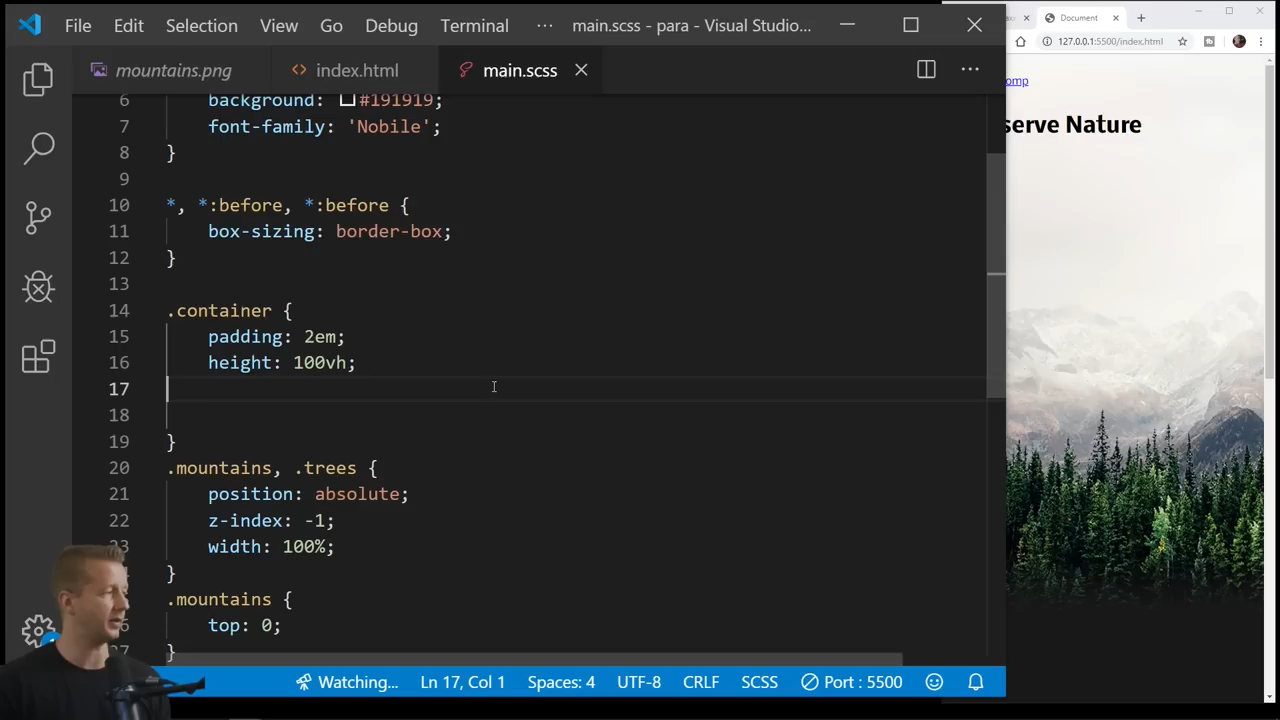 File Edit Selection View Go Debug Terminal ··· main.scss - para - Visual Studio...
mountains.png index.html main.scss
Document
127.0.0.1:5500/index.html
omp
serve Nature
6 background: #191919;
7 font-family: 'Nobile';
8 }
9
10 *, *:before, *:before {
11 box-sizing: border-box;
12 }
13
14 .container {
15 padding: 2em;
16 height: 100vh;
17
18
19 }
20 .mountains, .trees {
21 position: absolute;
22 z-index: -1;
23 width: 100%;
}
.mountains {
6 top: 0;
}
Watching... Ln 17, Col 1 Spaces: 4 UTF-8 CRLF SCSS Port : 5500